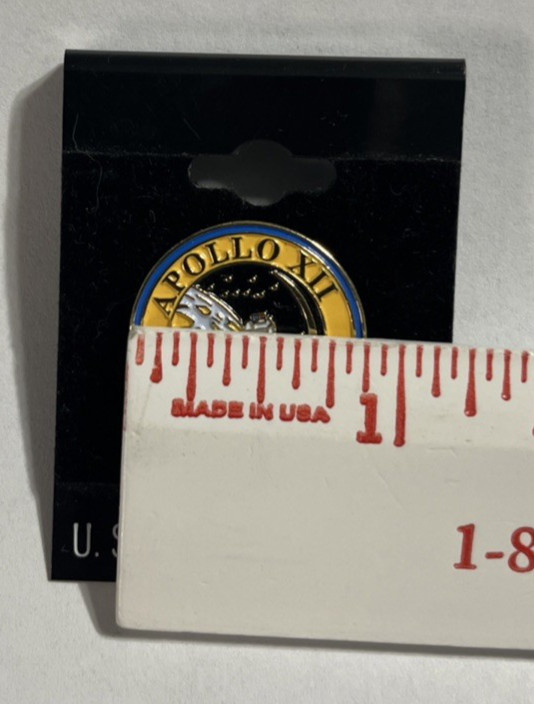 APOLLO XII
MADE IN USA
1
U. S
1-8